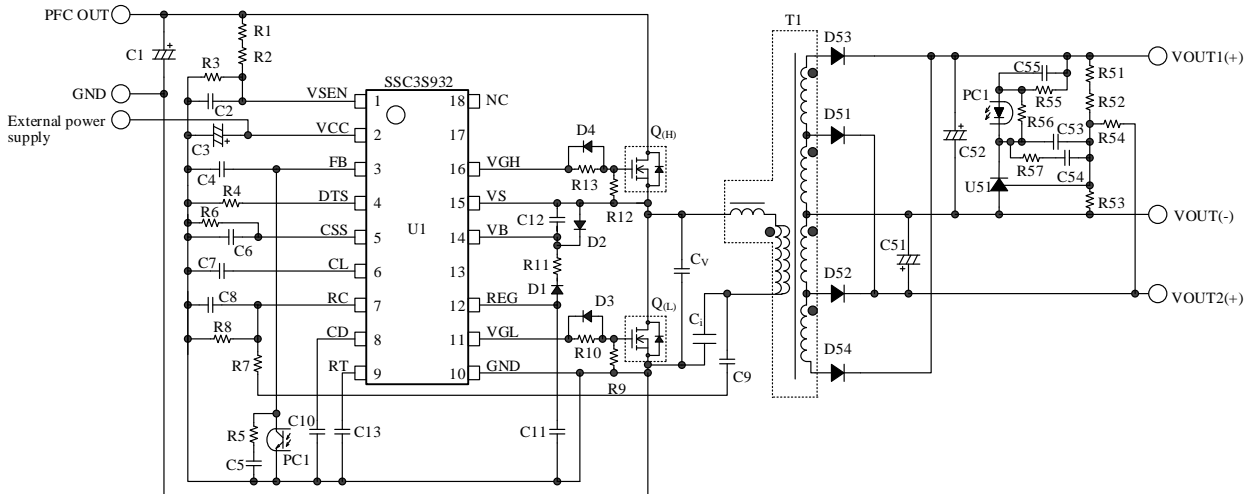 PFC OUT
T1
R1
D53
C1
R2
VOUT1(+)
R3
C55
R51
SSC3S932
GND
PC1
R55
C2
VSEN
1
18
NC
R52
External power
supply
D4
Q(H)
D51
R56
C53
R54
C3
VCC
2
17
C52
C4
FB
3
16
VGH
R57
C54
R13
U51
R4
DTS
4
15
VS
R12
R53
R6
C12
VOUT(-)
U1
CSS
5
14
VB
D2
C6
C51
R11
CV
C7
CL
6
13
D1
D52
C8
RC
7
12
REG
D3
Q(L)
VOUT2(+)
Ci
R8
CD
8
11
VGL
R10
D54
R7
RT
9
10
GND
C9
R9
R5
C10
C13
C11
C5
PC1